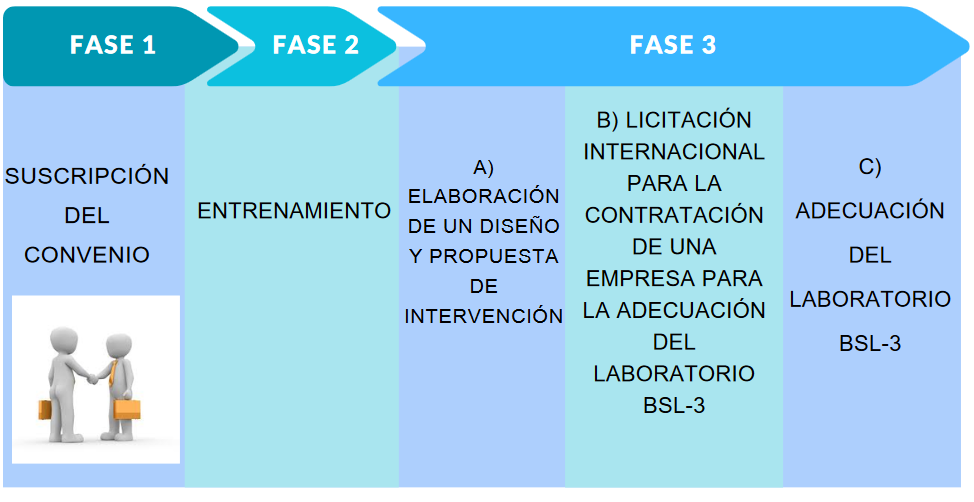 FASE 1
FASE 2
FASE 3
SUSCRIPCIÓN
DEL
CONVENIO
ENTRENAMIENTO
A)
ELABORACIÓN
DE UN DISEÑO
Y PROPUESTA
DE
INTERVENCIÓN
B) LICITACIÓN
INTERNACIONAL
PARA LA
CONTRATACIÓN
DE UNA
EMPRESA PARA
LA ADECUACIÓN
DEL
LABORATORIO
BSL-3
C)
ADECUACIÓN
DEL
LABORATORIO
BSL-3